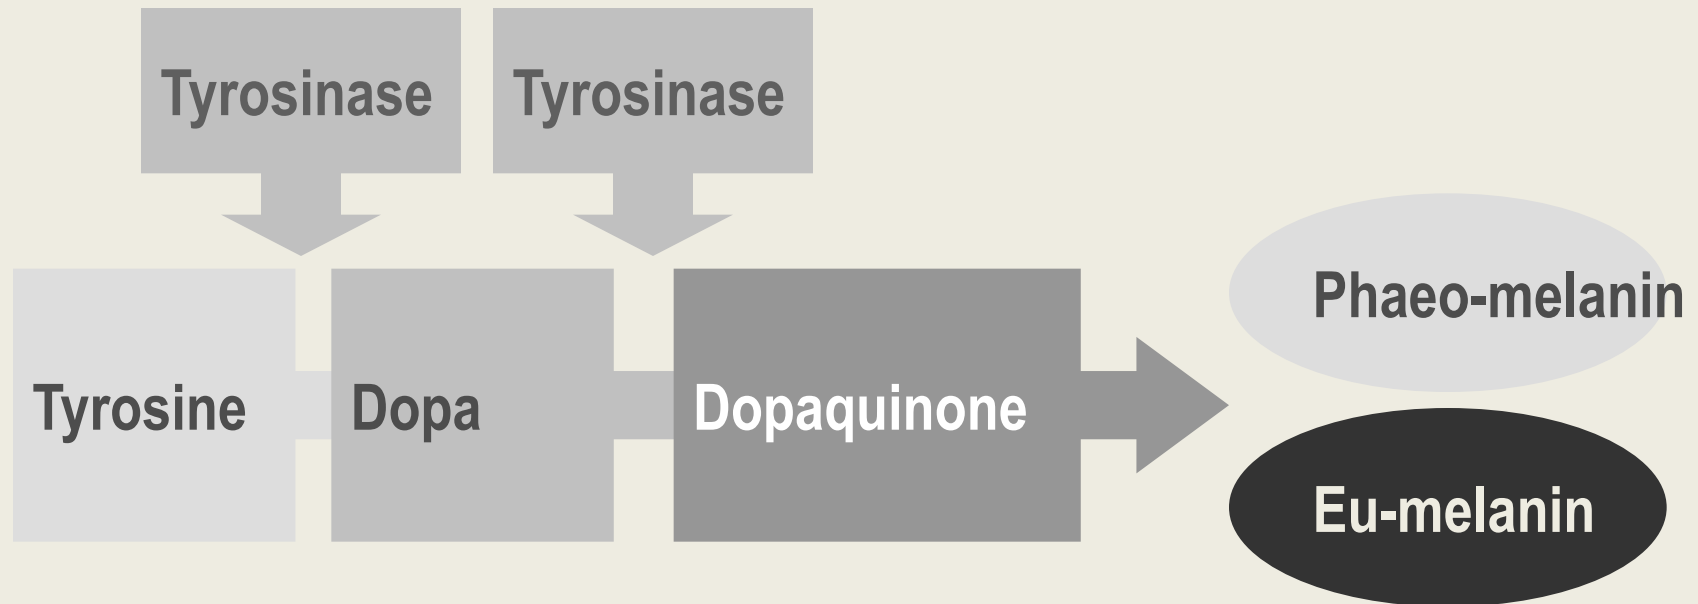 Tyrosinase
Tyrosinase
Phaeo-melanin
Tyrosine
Dopa
Dopaquinone
Eu-melanin